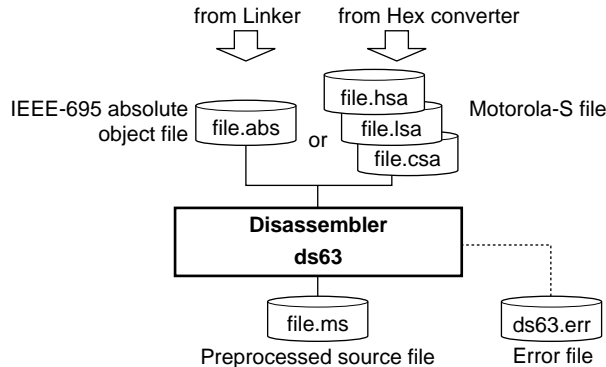 from Linker
from Hex converter
IEEE-695 absolute
object file
file.abs
or
file.hsa
file.lsa
file.csa
Motorola-S file
Disassembler
ds63
file.ms
Preprocessed source file
ds63.err
Error file